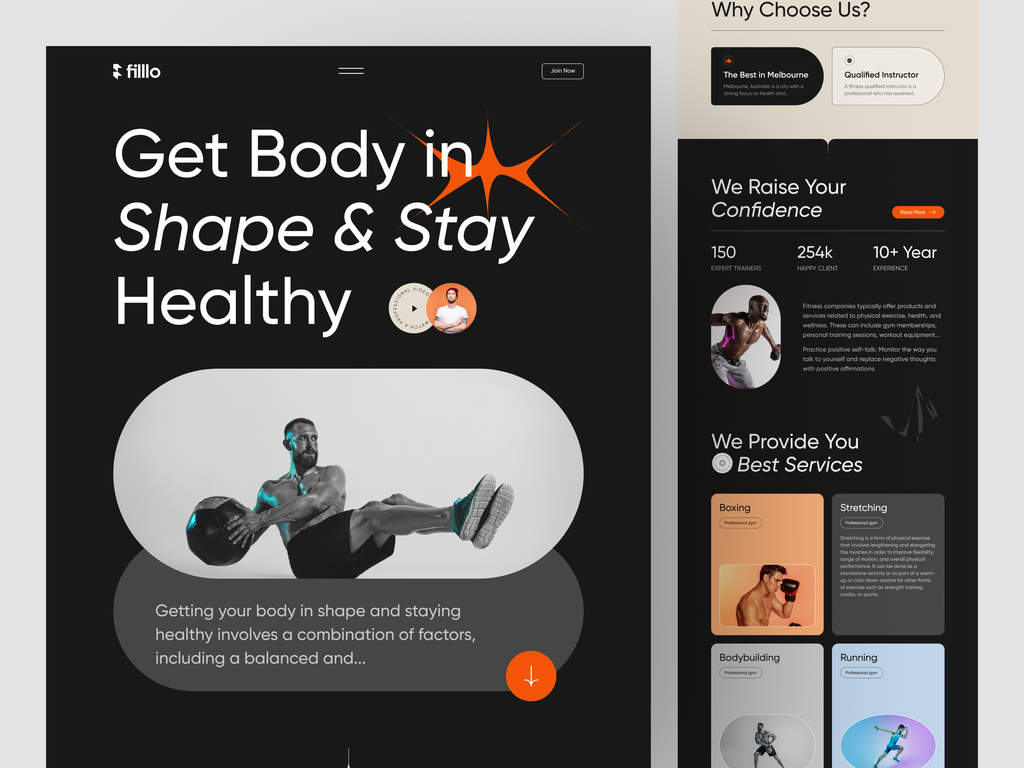 filllo
Join Now
Get Body in
Shape & Stay
Healthy
WATCH A PROFESSIONAL VIDEO
Getting your body in shape and staying
healthy involves a combination of factors,
including a balanced and...
Why Choose Us?
The Best in Melbourne
Melbourne, Australia is a city with a
strong focus on health and...
Qualified Instructor
A fitness qualified instructor is a
professional who has received...
We Raise Your
Confidence
Read More
150
EXPERT TRAINERS
254k
HAPPY CLIENT
10+ Year
EXPERIENCE
Fitness companies typically offer products and
services related to physical exercise, health, and
wellness. These can include gym memberships,
personal training sessions, workout equipment...
Practice positive self-talk: Monitor the way you
talk to yourself and replace negative thoughts
with positive affirmations
We Provide You
Best Services
Boxing
Professional gym
Stretching
Professional gym
Stretching is a form of physical exercise
that involves lengthening and elongating
the muscles in order to improve flexibility,
range of motion, and overall physical
performance. It can be done as a
standalone activity or as part of a warm-
up or cool-down routine for other forms
of exercise such as strength training,
cardio, or sports.
Bodybuilding
Professional gym
Running
Professional gym